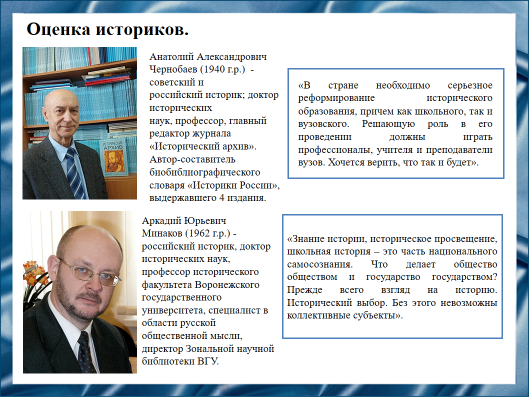 Оценка историков.
Анатолий Александрович
Чернобаев (1940 г.р.) -
советский и
российский историк; доктор
исторических
наук, профессор, главный
редактор журнала
«Исторический архив».
Автор-составитель
биобиблиографического
словаря «Историки России»,
выдержавшего 4 издания.
«В стране необходимо серьезное
реформирование исторического
образования, причем как школьного, так и
вузовского. Решающую роль в его
проведении должны играть
профессионалы, учителя и преподаватели
вузов. Хочется верить, что так и будет».
Аркадий Юрьевич
Минаков (1962 г.р.) -
российский историк, доктор
исторических наук,
профессор исторического
факультета Воронежского
государственного
университета, специалист в
области русской
общественной мысли,
директор Зональной научной
библиотеки ВГУ.
«Знание истории, историческое просвещение,
школьная история – это часть национального
самосознания. Что делает общество
обществом и государство государством?
Прежде всего взгляд на историю.
Исторический выбор. Без этого невозможны
коллективные субъекты».